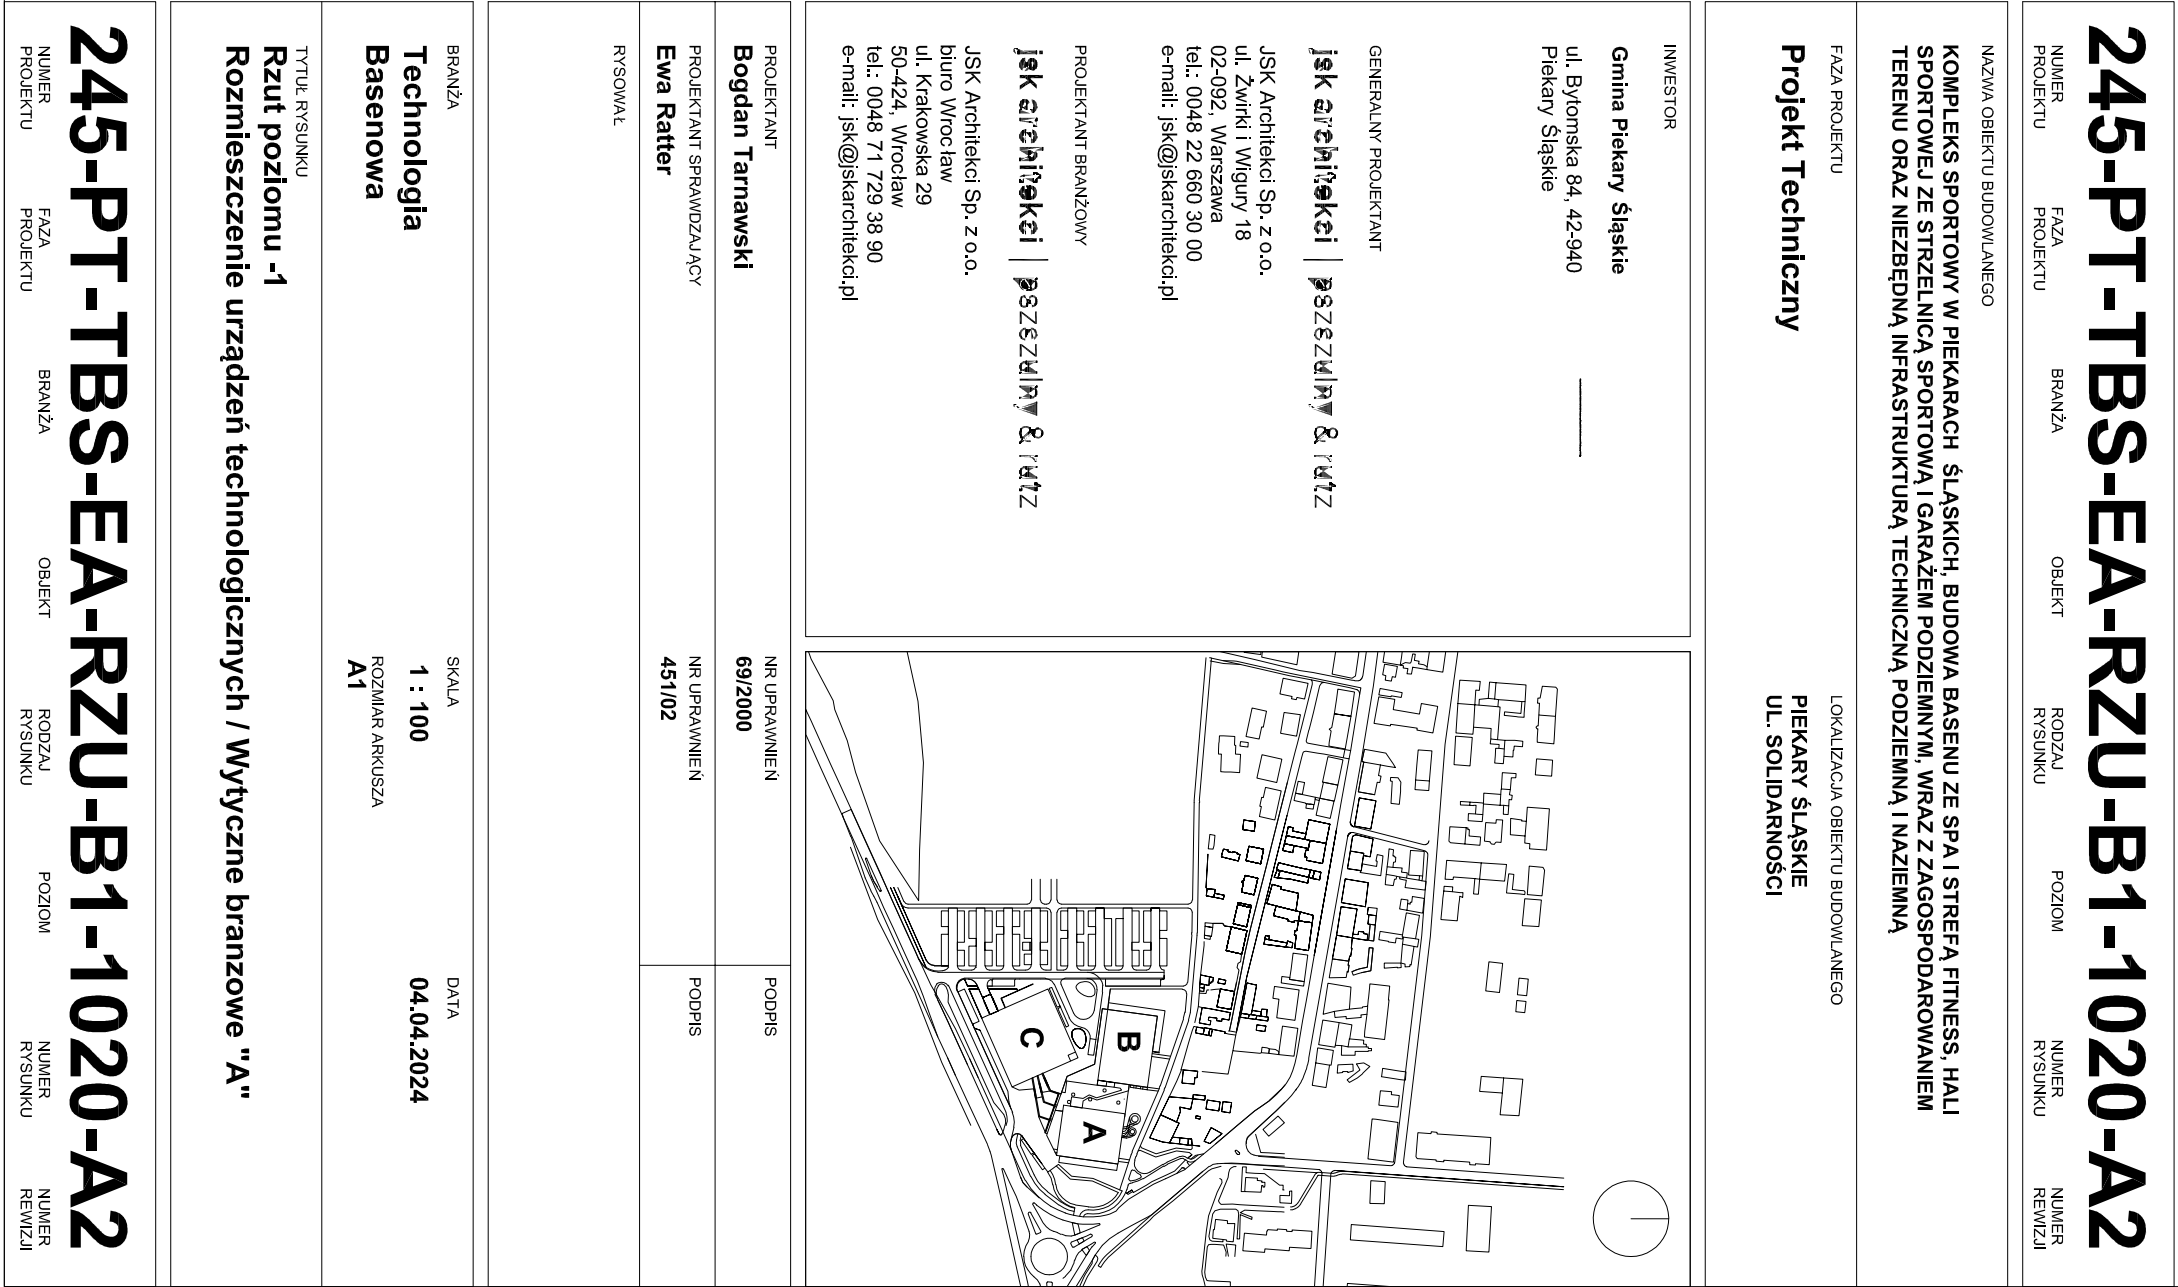 245-PT-TBS-EA-RZU-B1-1020-A2
NUMER
PROJEKTU
FAZA
PROJEKTU
BRANŻA
OBJEKT
RODZAJ
RYSUNKU
POZIOM
NUMER
RYSUNKU
NUMER
REWIZJI
NAZWA OBIEKTU BUDOWLANEGO
KOMPLEKS SPORTOWY W PIEKARACH ŚLĄSKICH, BUDOWA BASENU ZE SPA I STREFĄ FITNESS, HALI
SPORTOWEJ ZE STRZELNICĄ SPORTOWĄ I GARAŻEM PODZIEMNYM, WRAZ Z ZAGOSPODAROWANIEM
TERENU ORAZ NIEZBĘDNĄ INFRASTRUKTURĄ TECHNICZNĄ PODZIEMNĄ I NAZIEMNĄ
FAZA PROJEKTU
Projekt Techniczny
LOKALIZACJA OBIEKTU BUDOWLANEGO
PIEKARY ŚLĄSKIE
UL. SOLIDARNOŚCI
INWESTOR
Gmina Piekary Śląskie
ul. Bytomska 84, 42-940
Piekary Śląskie
GENERALNY PROJEKTANT
jsk architekci | pszczulny & rutz
JSK Architekci Sp. z o.o.
ul. Żwirki i Wigury 18
02-092, Warszawa
tel.: 0048 22 660 30 00
e-mail: jsk@jskarchitekci.pl
PROJEKTANT BRANŻOWY
jsk architekci | pszczulny & rutz
JSK Architekci Sp. z o.o.
biuro Wrocław
ul. Krakowska 29
50-424, Wrocław
tel.: 0048 71 729 38 90
e-mail: jsk@jskarchitekci.pl
B
C
A
PROJEKTANT
Bogdan Tarnawski
NR UPRAWNIEŃ
69/2000
PODPIS
PROJEKTANT SPRAWDZAJĄCY
Ewa Ratter
NR UPRAWNIEŃ
451/02
PODPIS
RYSOWAŁ
BRANŻA
Technologia
Basenowa
SKALA
1 : 100
ROZMIAR ARKUSZA
A1
DATA
04.04.2024
TYTUŁ RYSUNKU
Rzut poziomu -1
Rozmieszczenie urządzeń technologicznych / Wytyczne branzowe "A"
245-PT-TBS-EA-RZU-B1-1020-A2
NUMER
PROJEKTU
FAZA
PROJEKTU
BRANŻA
OBJEKT
RODZAJ
RYSUNKU
POZIOM
NUMER
RYSUNKU
NUMER
REWIZJI